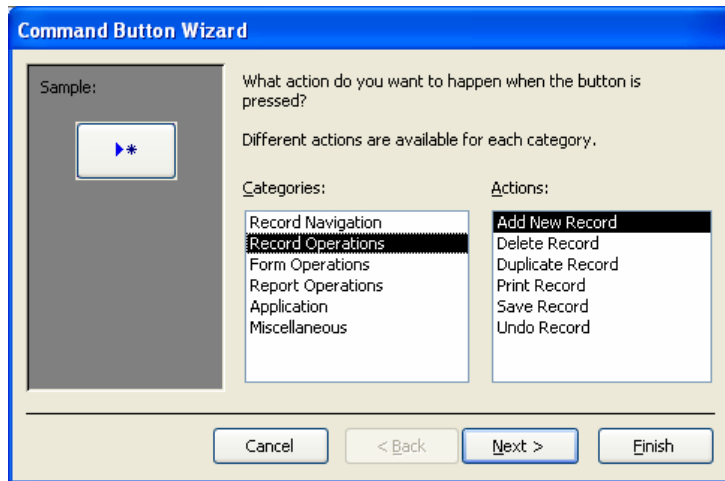 Command Button Wizard
Sample:
What action do you want to happen when the button is
pressed?
Different actions are available for each category.
Categories:
Actions:
Record Navigation
Record Operations
Form Operations
Report Operations
Application
Miscellaneous
Add New Record
Delete Record
Duplicate Record
Print Record
Save Record
Undo Record
Cancel
< Back
Next >
Finish